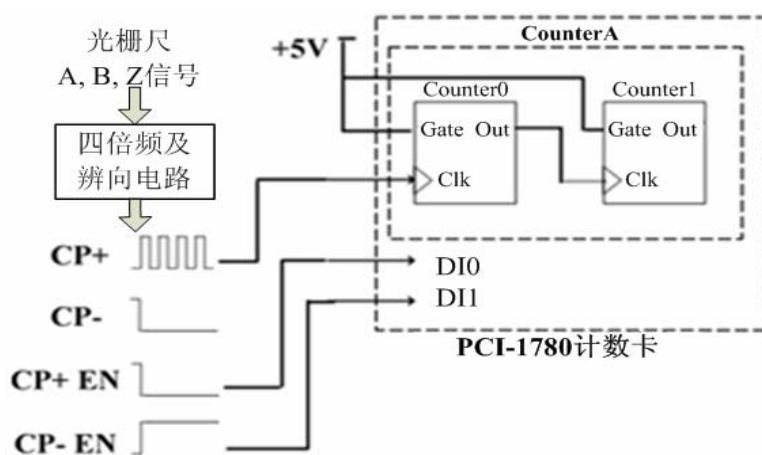 光栅尺
A, B, Z信号
四倍频及
辨向电路
CP+
CP-
CP+ EN
CP- EN
+5V
CounterA
Counter0
Gate Out
Clk
Counter1
Gate Out
Clk
DI0
DI1
PCI-1780计数卡